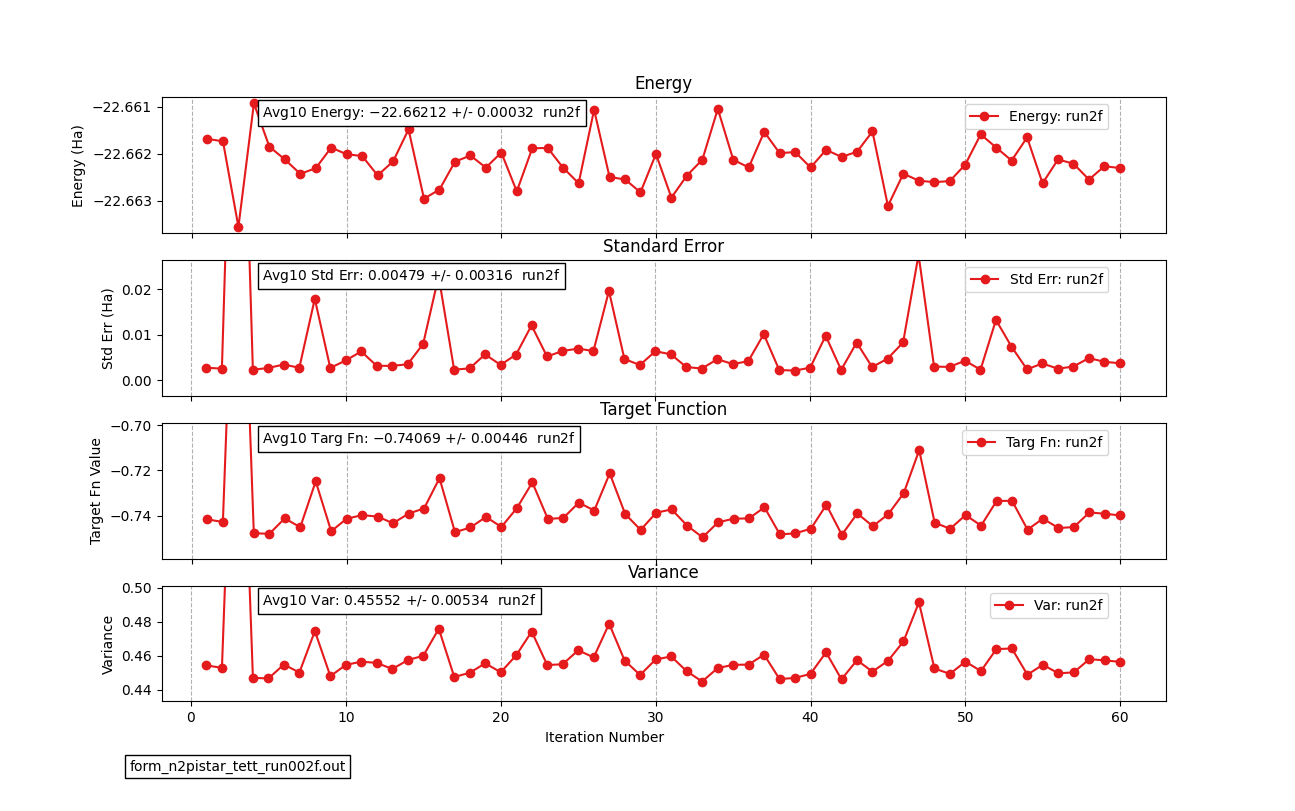 Energy
Energy (Ha)
−22.661
−22.662
−22.663
Avg10 Energy: −22.66212 +/- 0.00032  run2f
Energy: run2f
Standard Error
Std Err (Ha)
0.02
0.01
0.00
Avg10 Std Err: 0.00479 +/- 0.00316  run2f
Std Err: run2f
Target Function
Target Fn Value
−0.70
−0.72
−0.74
Avg10 Targ Fn: −0.74069 +/- 0.00446  run2f
Targ Fn: run2f
Variance
Variance
0.50
0.48
0.46
0.44
Avg10 Var: 0.45552 +/- 0.00534  run2f
Var: run2f
0 10 20 30 40 50 60
Iteration Number
form_n2pistar_tett_run002f.out